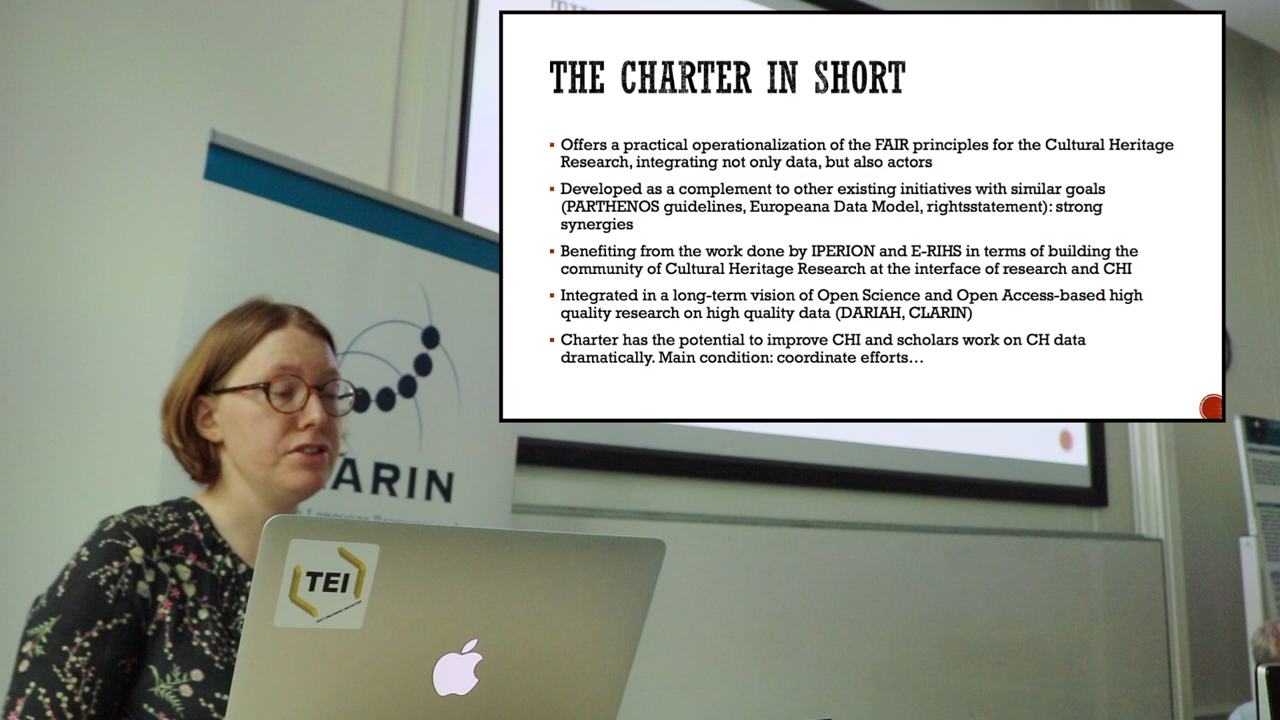 THE CHARTER IN SHORT
Offers a practical operationalization of the FAIR principles for the Cultural Heritage
Research, integrating not only data, but also actors
Developed as a complement to other existing initiatives with similar goals
(PARTHENOS guidelines, Europeana Data Model, rightsstatement): strong
synergies
Benefiting from the work done by IPERION and E-RIHS in terms of building the
community of Cultural Heritage Research at the interface of research and CHI
Integrated in a long-term vision of Open Science and Open Access-based high
quality research on high quality data (DARIAH, CLARIN)
Charter has the potential to improve CHI and scholars work on CH data
dramatically. Main condition: coordinate efforts…
ARIN
TEI